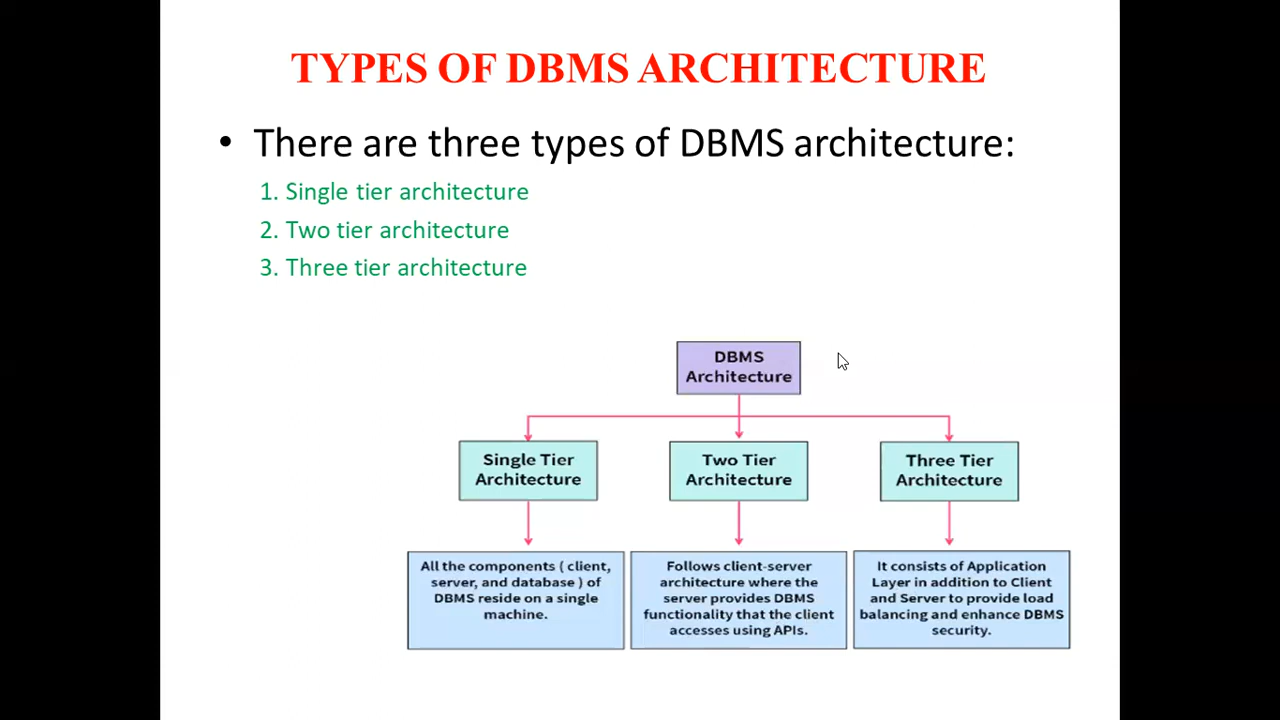 TYPES OF DBMS ARCHITECTURE
• There are three types of DBMS architecture:
1. Single tier architecture
2. Two tier architecture
3. Three tier architecture
DBMS
Architecture
Single Tier
Architecture
Two Tier
Architecture
Three Tier
Architecture
All the components ( client,
server, and database ) of
DBMS reside on a single
machine.
Follows client-server
architecture where the
server provides DBMS
functionality that the client
accesses using APIs.
It consists of Application
Layer in addition to Client
and Server to provide load
balancing and enhance DBMS
security.